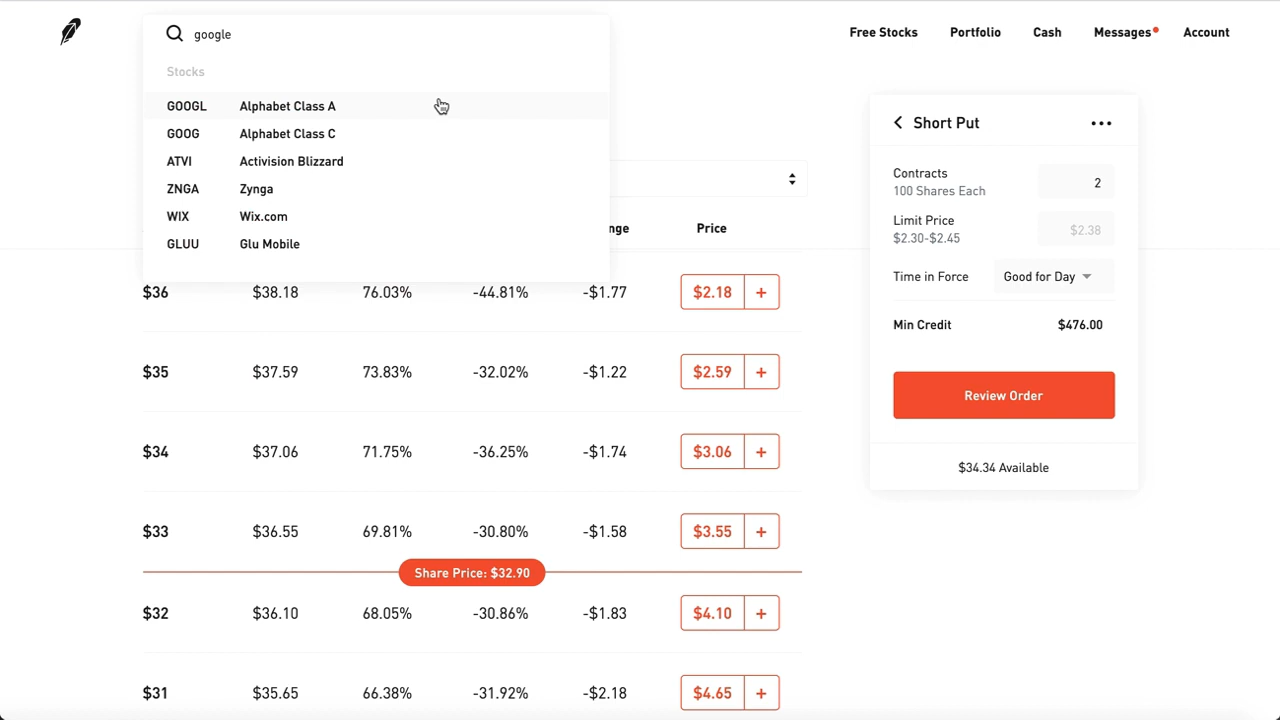 google
Free Stocks Portfolio Cash Messages Account
Stocks
GOOGL Alphabet Class A
GOOG Alphabet Class C
ATVI Activision Blizzard
ZNGA Zynga
WIX Wix.com
GLUU Glu Mobile
nge Price
$36 $38.18 76.03% -44.81% -$1.77 $2.18 +
$35 $37.59 73.83% -32.02% -$1.22 $2.59 +
$34 $37.06 71.75% -36.25% -$1.74 $3.06 +
$33 $36.55 69.81% -30.80% -$1.58 $3.55 +
Share Price: $32.90
$32 $36.10 68.05% -30.86% -$1.83 $4.10 +
$31 $35.65 66.38% -31.92% -$2.18 $4.65 +
Short Put
Contracts 2
100 Shares Each
Limit Price $2.38
$2.30-$2.45
Time in Force Good for Day
Min Credit $476.00
Review Order
$34.34 Available